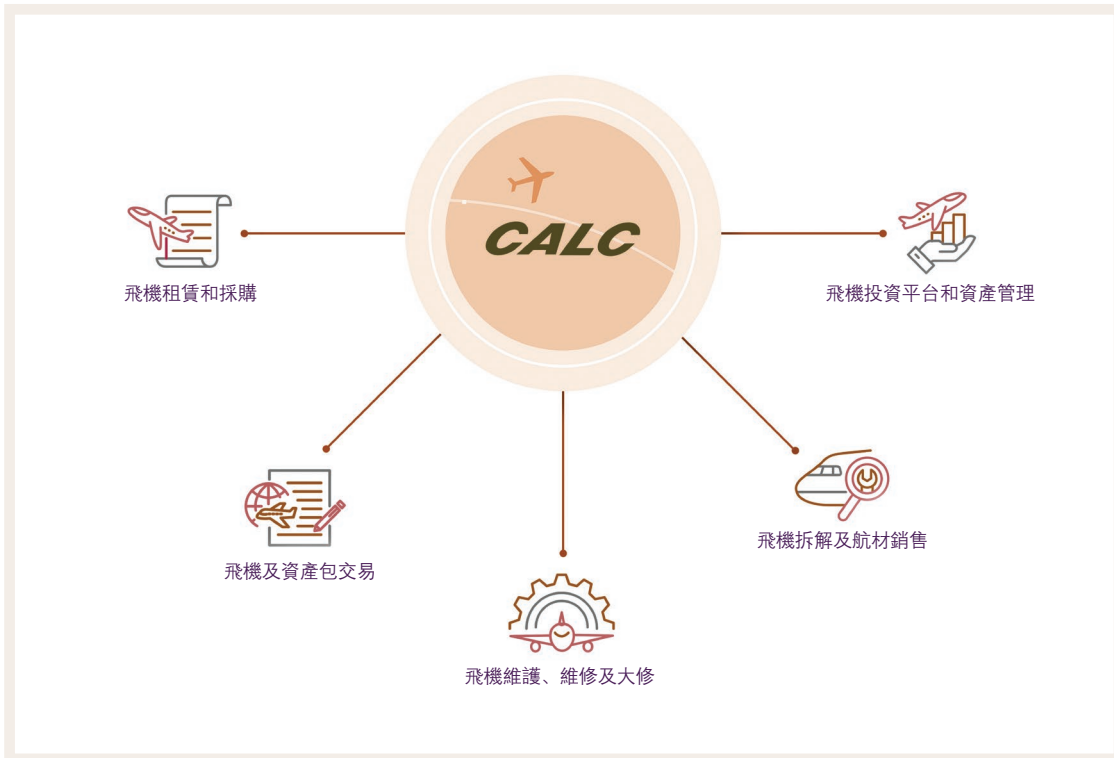 CALC
飛機租賃和採購
飛機投資平台和資產管理
飛機及資產包交易
飛機拆解及航材銷售
飛機維護、維修及大修